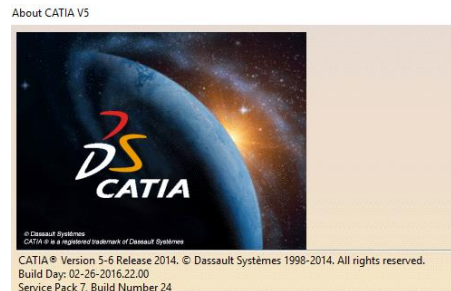 About CATIA V5
DS
CATIA
© Dassault Systèmes
CATIA ® is a registered trademark of Dassault Systèmes
CATIA® Version 5-6 Release 2014. © Dassault Systèmes 1998-2014. All rights reserved.
Build Day: 02-26-2016.22.00
Service Pack 7, Build Number 24